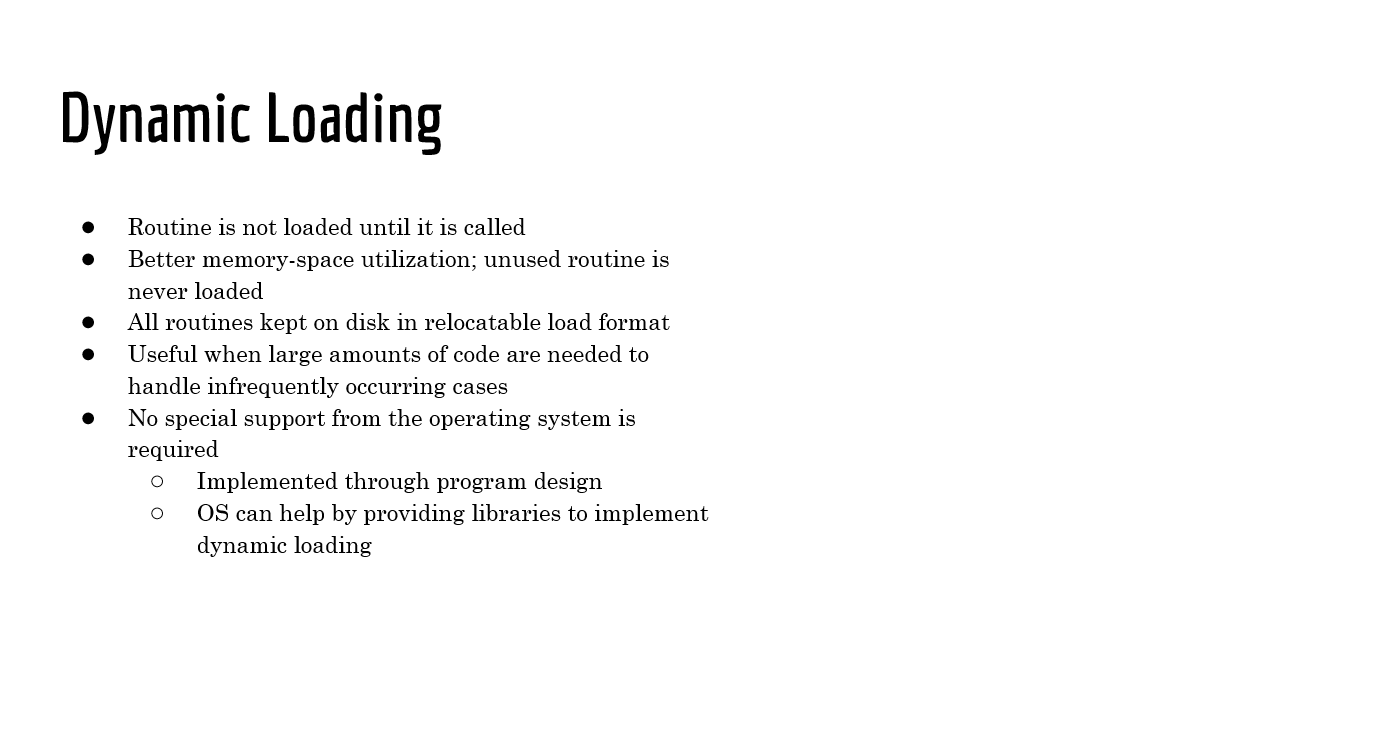 Dynamic Loading
● Routine is not loaded until it is called
● Better memory-space utilization; unused routine is
never loaded
● All routines kept on disk in relocatable load format
● Useful when large amounts of code are needed to
handle infrequently occurring cases
● No special support from the operating system is
required
○ Implemented through program design
○ OS can help by providing libraries to implement
dynamic loading